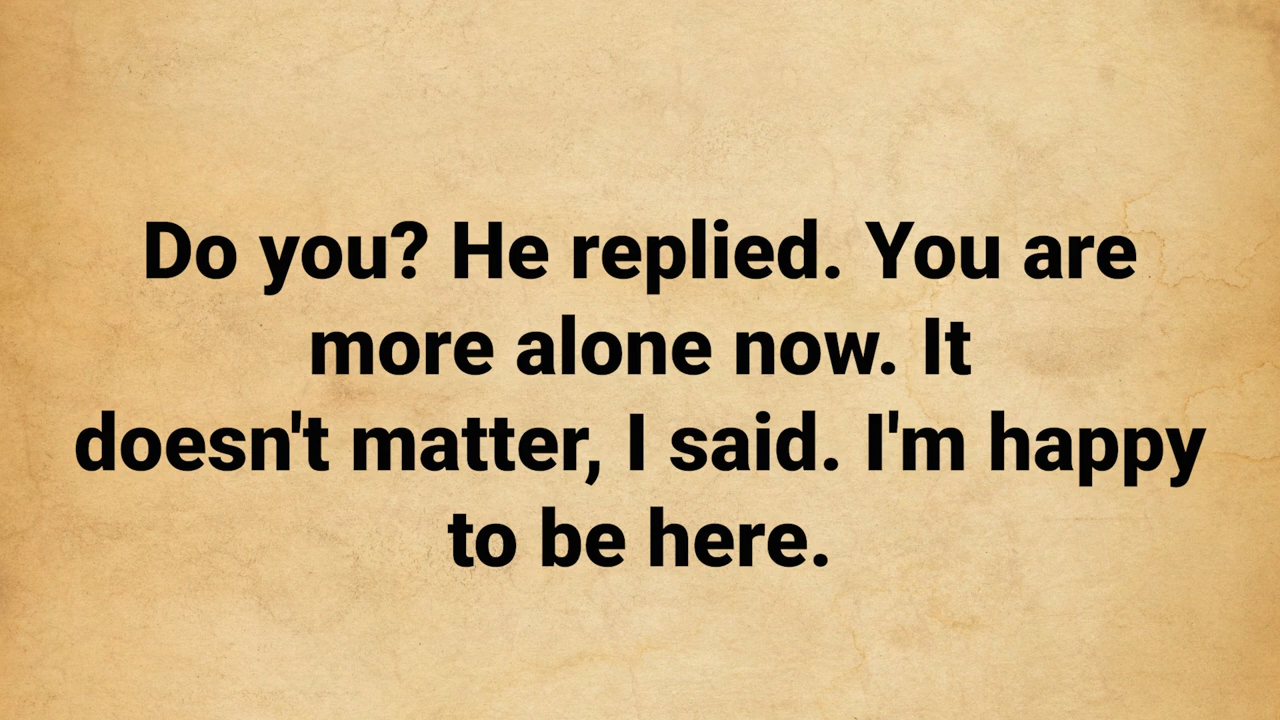 Do you? He replied. You are
more alone now. It
doesn't matter, I said. I'm happy
to be here.